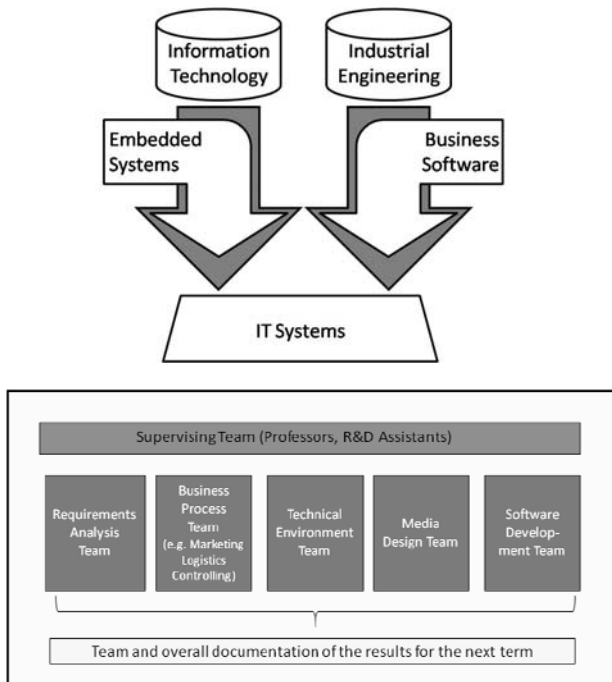 Information
Technology
Industrial
Engineering
Embedded
Systems
Business
Software
IT Systems
Supervising Team (Professors, R&D Assistants)
Requirements
Analysis
Team
Business
Process
Team
(e.g. Marketing
Logistics
Controlling)
Technical
Environment
Team
Media
Design Team
Software
Develop-
ment Team
Team and overall documentation of the results for the next term